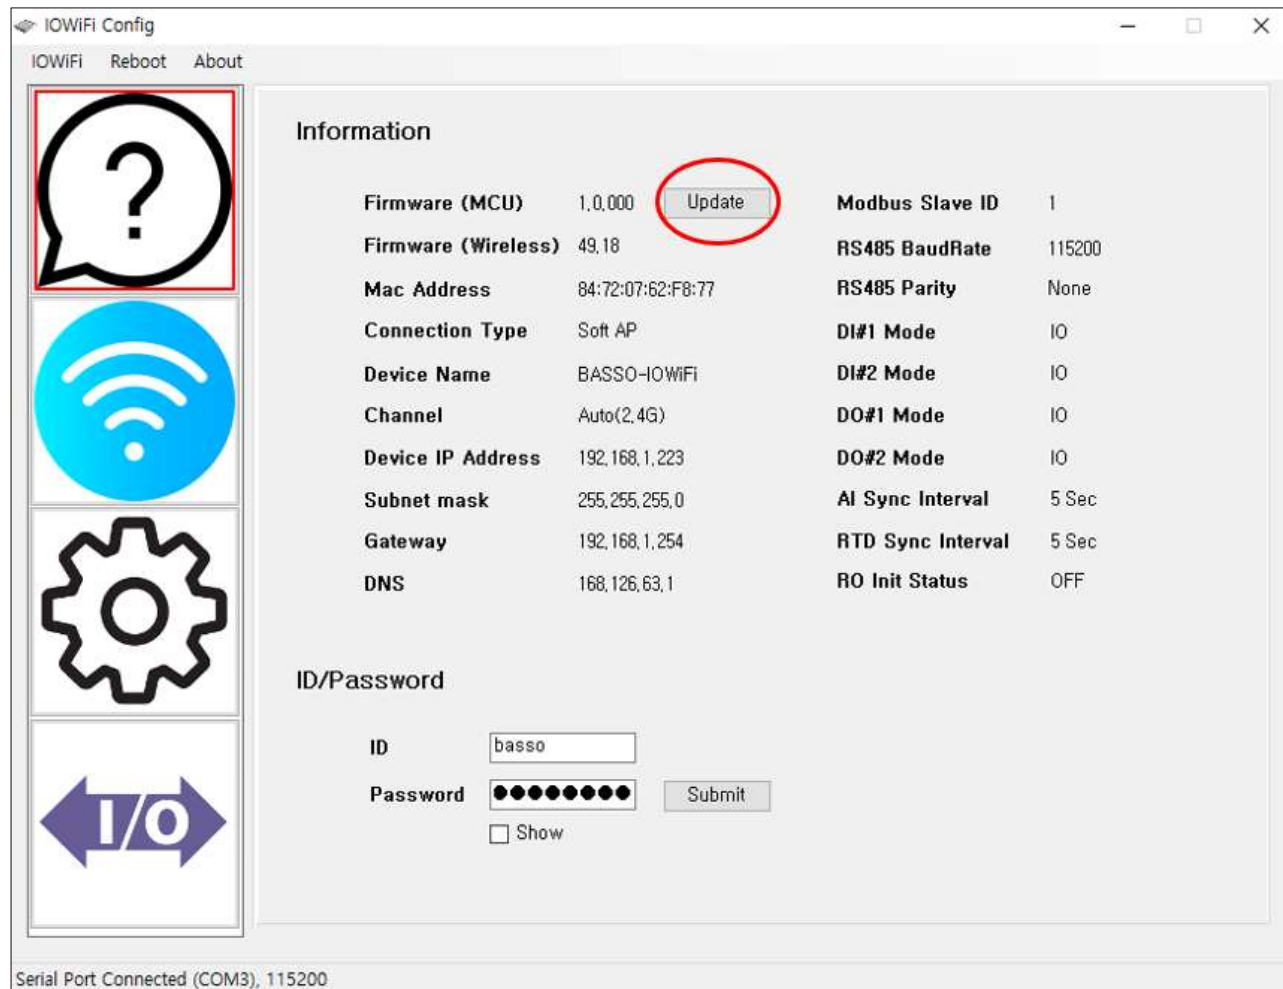 IOWiFi Config
IOWiFi Reboot About
?
Information
Firmware (MCU) 1,0,000 Update Modbus Slave ID 1
Firmware (Wireless) 49,18 RS485 BaudRate 115200
Mac Address 84:72:07:62:F8:77 RS485 Parity None
Connection Type Soft AP DI#1 Mode IO
Device Name BASSO-IOWiFi DI#2 Mode IO
Channel Auto(2,4G) DO#1 Mode IO
Device IP Address 192,168,1,223 DO#2 Mode IO
Subnet mask 255,255,255,0 AI Sync Interval 5 Sec
Gateway 192,168,1,254 RTD Sync Interval 5 Sec
DNS 168,126,63,1 RO Init Status OFF
ID/Password
ID basso
Password ●●●●●●●● Submit
Show
I/O
Serial Port Connected (COM3), 115200